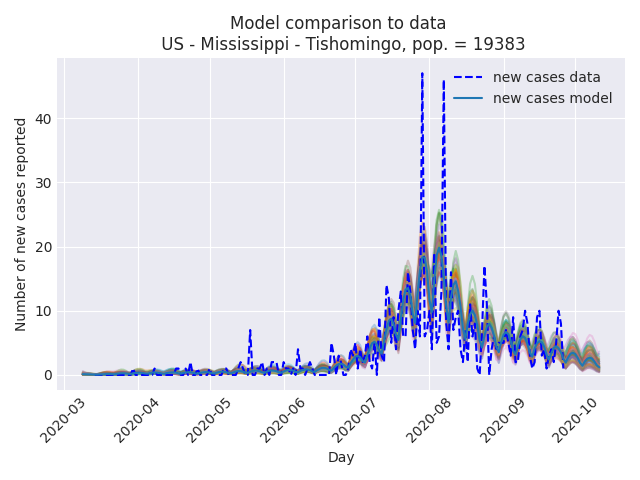 Model comparison to data
US - Mississippi - Tishomingo, pop. = 19383
new cases data
new cases model
Number of new cases reported
40
30
20
10
0
2020-03
2020-04
2020-05
2020-06
2020-07
2020-08
2020-09
2020-10
Day